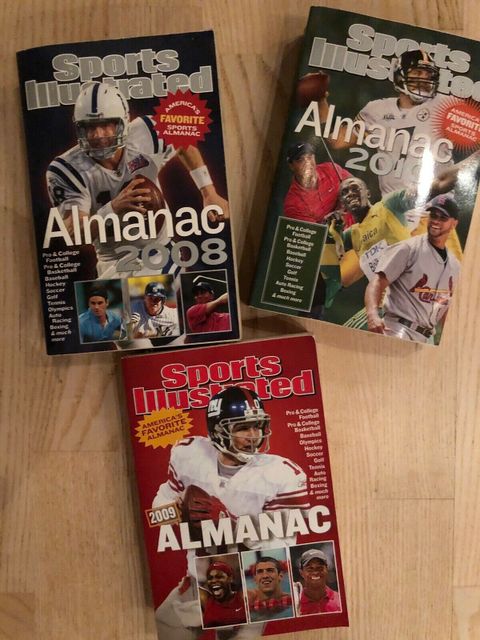 Sports
Illustrated
AMERICA'S
FAVORITE
SPORTS
ALMANAC
Almanac
2008
Pro & College
Football
Pro & College
Basketball
Baseball
Hockey
Soccer
Golf
Tennis
Olympics
Auto
Racing
Boxing
& much
more
Sports
Illustrated
AMERICA'S
FAVORITE
SPORTS
ALMANAC
Almanac
2010
Pro & College
Football
Pro & College
Basketball
Baseball
Hockey
Soccer
Golf
Tennis
Auto Racing
Boxing
& much more
Jamaica
TDK
Cardinals
Sports
Illustrated
AMERICA'S
FAVORITE
ALMANAC
Pro & College
Football
Pro & College
Basketball
Baseball
Olympics
Hockey
Soccer
Golf
Tennis
Auto
Racing
Boxing
& much
more
2009
ALMANAC